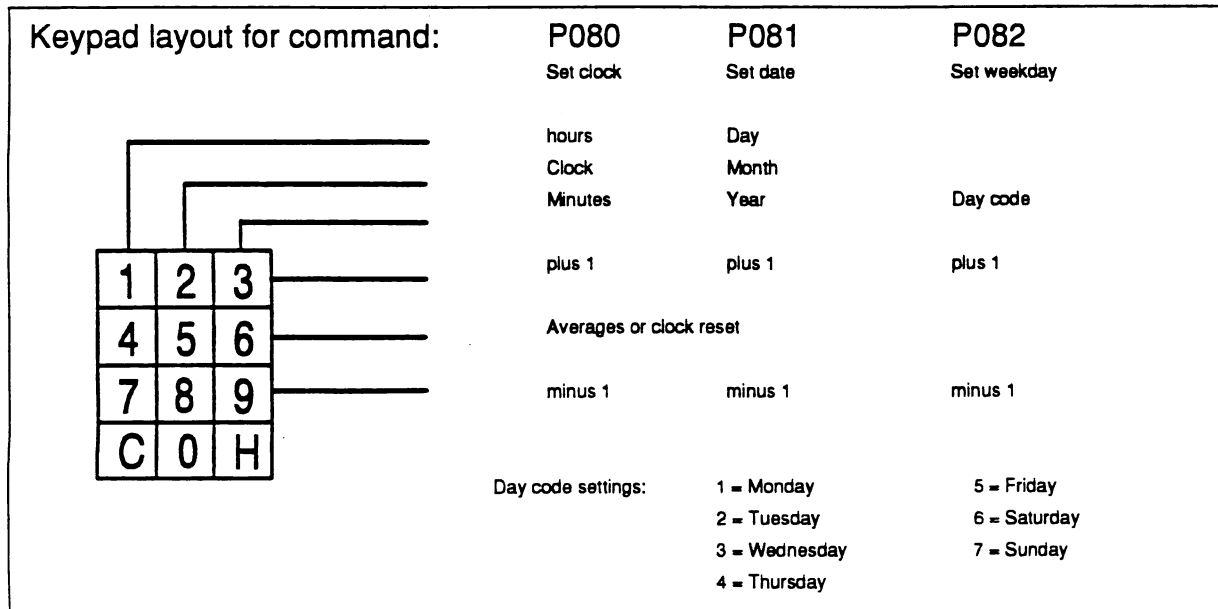 Keypad layout for command: P080 P081 P082
Set clock Set date Set weekday
hours Day
Clock Month
Minutes Year Day code
1 2 3 plus 1 plus 1 plus 1
4 5 6 Averages or clock reset
7 8 9 minus 1 minus 1 minus 1
C 0 H
Day code settings: 1 = Monday 5 = Friday
2 = Tuesday 6 = Saturday
3 = Wednesday 7 = Sunday
4 = Thursday